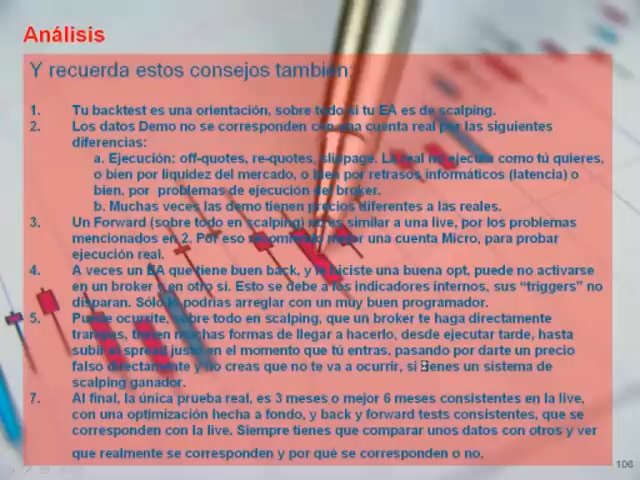 Análisis
Y recuerda estos consejos también:
1. Tu backtest es una orientación, sobre todo si tu EA es de scalping.
2. Los datos Demo no se corresponden con una cuenta real por las siguientes
diferencias:
a. Ejecución: off-quotes, re-quotes, slippage. La real no ejecuta como tú quieres,
o bien por liquidez del mercado, o bien por retrasos informáticos (latencia) o
bien, por problemas de ejecución del broker.
b. Muchas veces las demo tienen precios diferentes a las reales.
3. Un Forward (sobre todo en scalping) no es similar a una live, por los problemas
mencionados en 2. Por eso recomiendo mejor una cuenta Micro, para probar
ejecución real.
4. A veces un EA que tiene buen back, y le hiciste una buena opt, puede no activarse
en un broker y en otro sí. Esto se debe a los indicadores internos, sus “triggers” no
disparan. Sólo lo podrías arreglar con un muy buen programador.
5. Puede ocurrite, sobre todo en scalping, que un broker te haga directamente
trampas, tienen muchas formas de llegar a hacerlo, desde ejecutar tarde, hasta
subir el spread justo en el momento que tú entras, pasando por darte un precio
falso directamente y no creas que no te va a ocurrir, si tienes un sistema de
scalping ganador.
7. Al final, la única prueba real, es 3 meses o mejor 6 meses consistentes en la live,
con una optimización hecha a fondo, y back y forward tests consistentes, que se
corresponden con la live. Siempre tienes que comparar unos datos con otros y ver
que realmente se corresponden y por qué se corresponden o no.
106